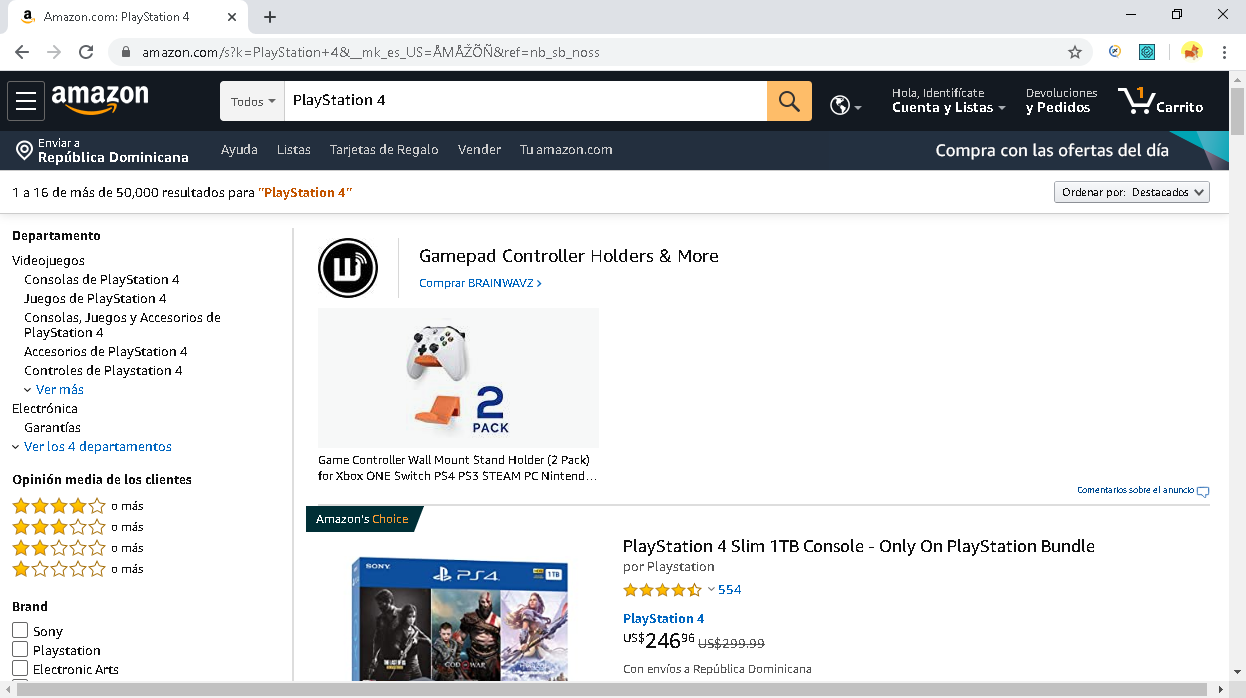 Amazon.com: PlayStation 4
amazon.com/s?k=PlayStation+4&__mk_es_US=ÅMÅŽÕÑ&ref=nb_sb_noss
amazon
Todos
PlayStation 4
Hola, Identifícate
Cuenta y Listas
Devoluciones
y Pedidos
1
Carrito
Enviar a
República Dominicana
Ayuda
Listas
Tarjetas de Regalo
Vender
Tu amazon.com
Compra con las ofertas del día
1 a 16 de más de 50,000 resultados para "PlayStation 4"
Ordenar por: Destacados
Departamento
Videojuegos
Consolas de PlayStation 4
Juegos de PlayStation 4
Consolas, Juegos y Accesorios de
PlayStation 4
Accesorios de PlayStation 4
Controles de Playstation 4
Ver más
Electrónica
Garantías
Ver los 4 departamentos
Opinión media de los clientes
o más
o más
o más
o más
Brand
Sony
Playstation
Electronic Arts
Gamepad Controller Holders & More
Comprar BRAINWAVZ ›
2
PACK
Game Controller Wall Mount Stand Holder (2 Pack)
for Xbox ONE Switch PS4 PS3 STEAM PC Nintend…
Comentarios sobre el anuncio
Amazon's Choice
SONY
PS4
1TB
THE LAST OF US
GOD OF WAR
PlayStation 4 Slim 1TB Console - Only On PlayStation Bundle
por Playstation
554
PlayStation 4
US$24696 US$299.99
Con envíos a República Dominicana